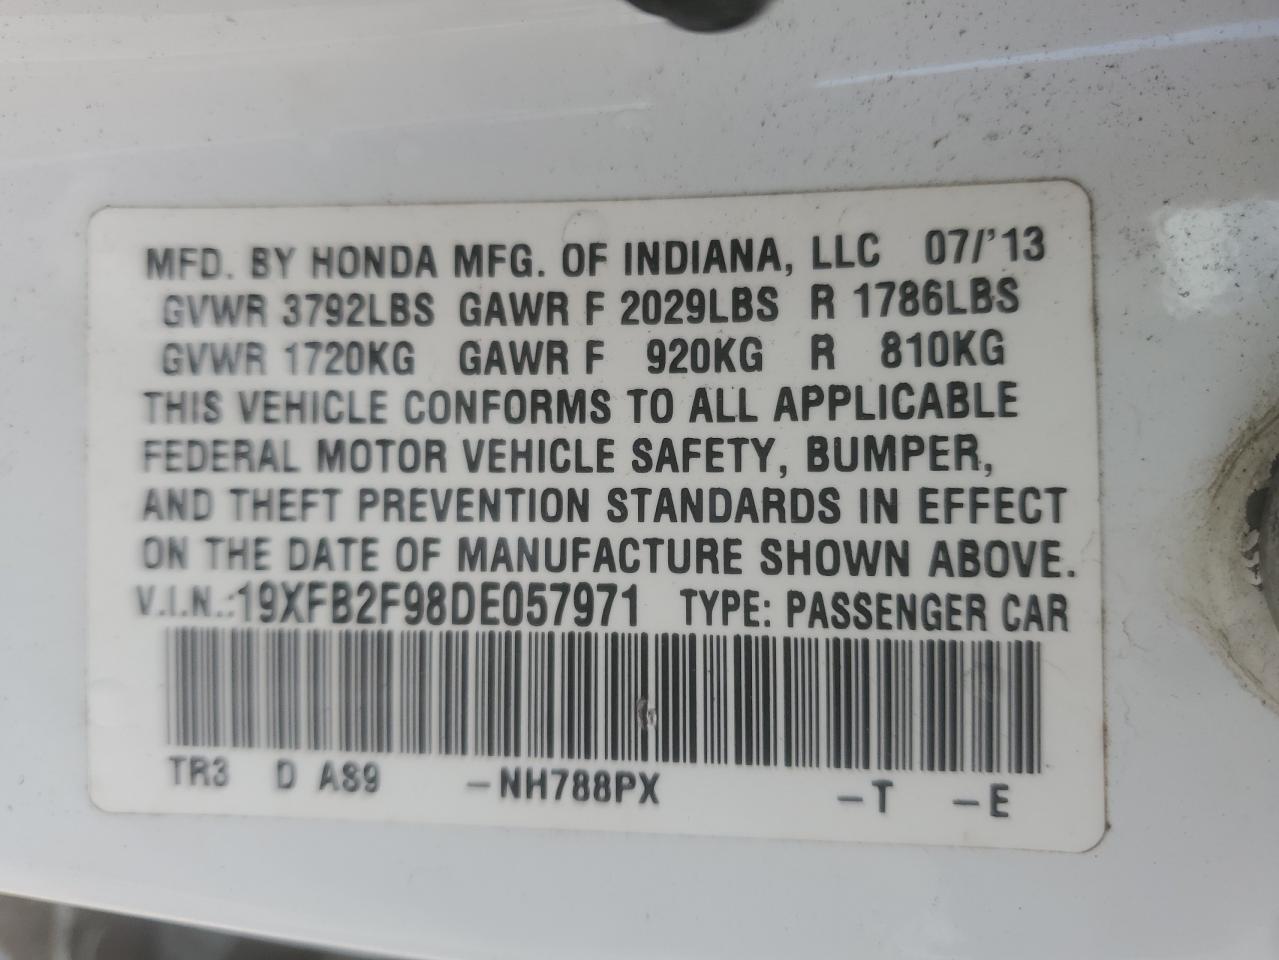 MFD. BY HONDA MFG. OF INDIANA, LLC 07/'13
GVWR 3792LBS GAWR F 2029LBS R 1786LBS
GVWR 1720KG GAWR F 920KG R 810KG
THIS VEHICLE CONFORMS TO ALL APPLICABLE
FEDERAL MOTOR VEHICLE SAFETY, BUMPER,
AND THEFT PREVENTION STANDARDS IN EFFECT
ON THE DATE OF MANUFACTURE SHOWN ABOVE.
V.I.N.:19XFB2F98DE057971 TYPE: PASSENGER CAR
TR3 D A89 –NH788PX –T –E